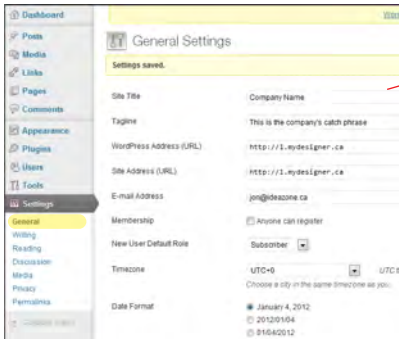 Dashboard
Posts
Media
Links
Pages
Comments
Appearance
Plugins
Users
Tools
Settings
General
Writing
Reading
Discussion
Media
Privacy
Permalinks
General Settings
Settings saved.
Site Title Company Name
Tagline This is the company's catch phrase
WordPress Address (URL) http://1.mydesigner.ca
Site Address (URL) http://1.mydesigner.ca
E-mail Address jon@ideazone.ca
Membership Anyone can register
New User Default Role Subscriber
Timezone UTC+0 UTC
Choose a city in the same timezone as you.
Date Format January 4, 2012
2012/01/04
01/04/2012